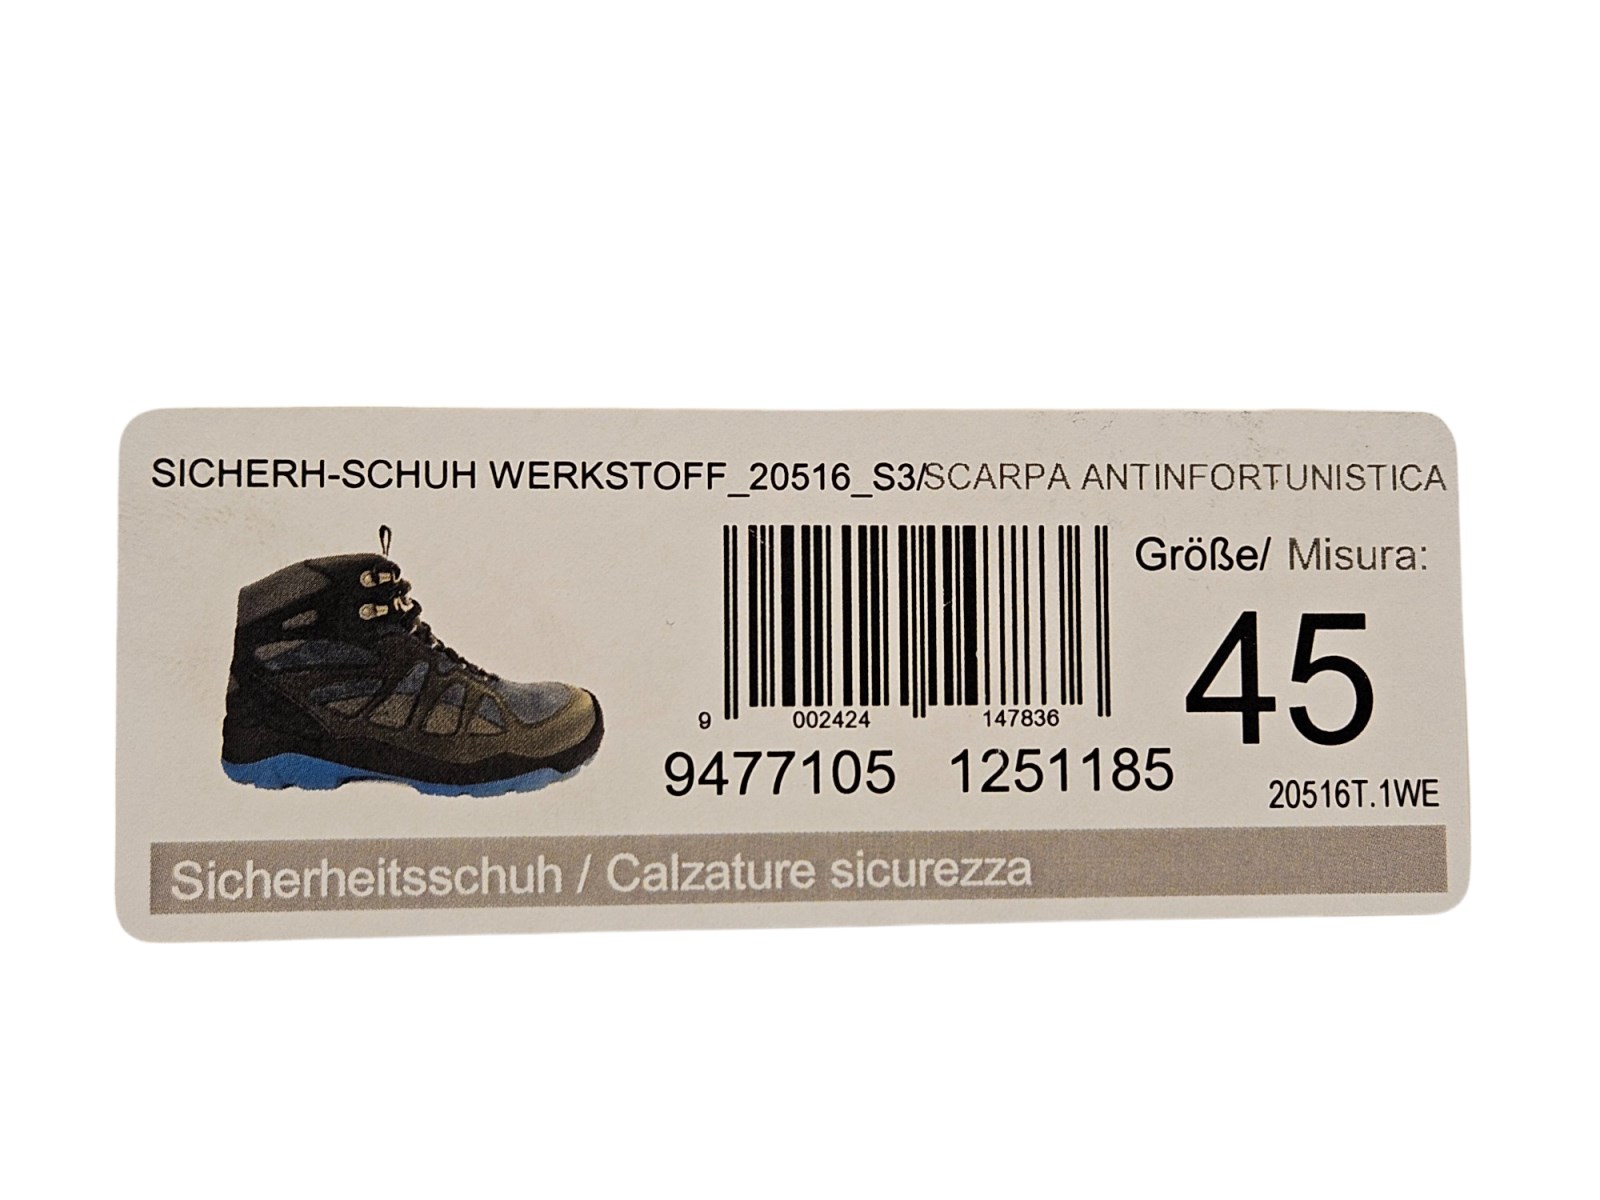 SICHERH-SCHUH WERKSTOFF_20516_S3/SCARPA ANTINFORTUNISTICA
Größe/ Misura:
45
9 002424 147836
9477105 1251185
20516T.1WE
Sicherheitsschuh / Calzature sicurezza